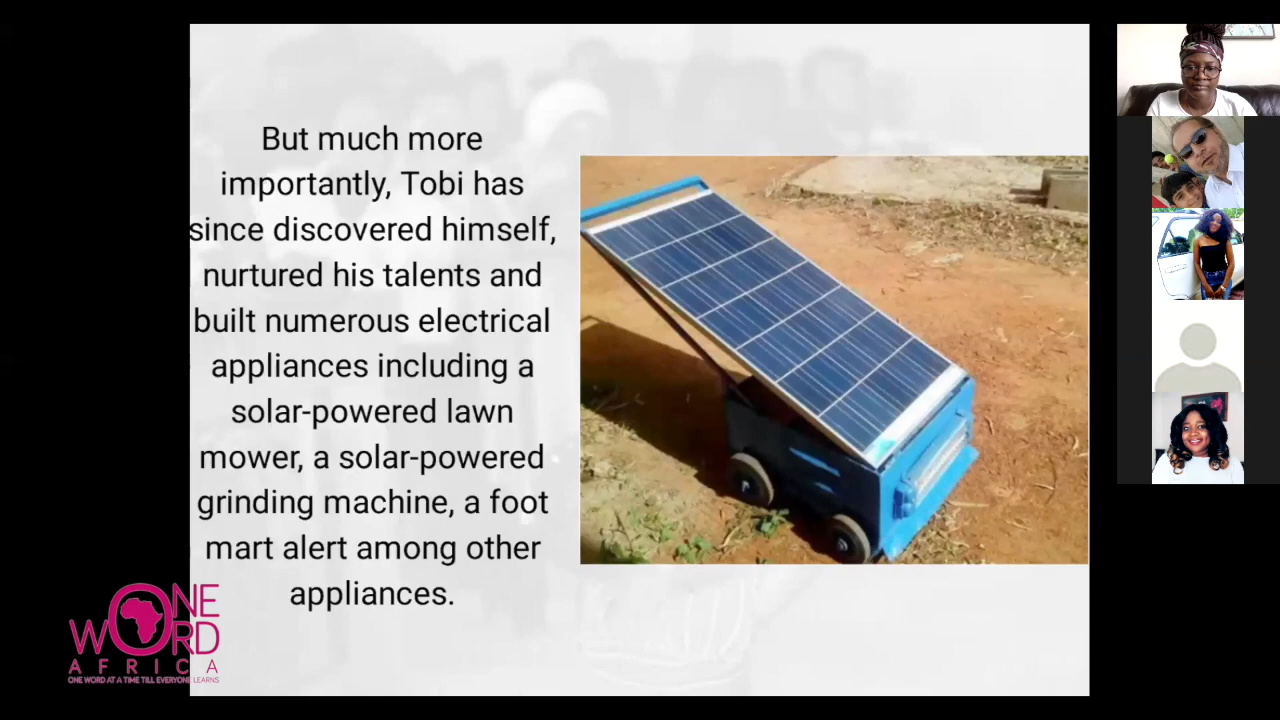 But much more
importantly, Tobi has
since discovered himself,
nurtured his talents and
built numerous electrical
appliances including a
solar-powered lawn
mower, a solar-powered
grinding machine, a foot
mart alert among other
appliances.
ONE
WORD
AFRICA
ONE WORD AT A TIME TILL EVERYONE LEARNS